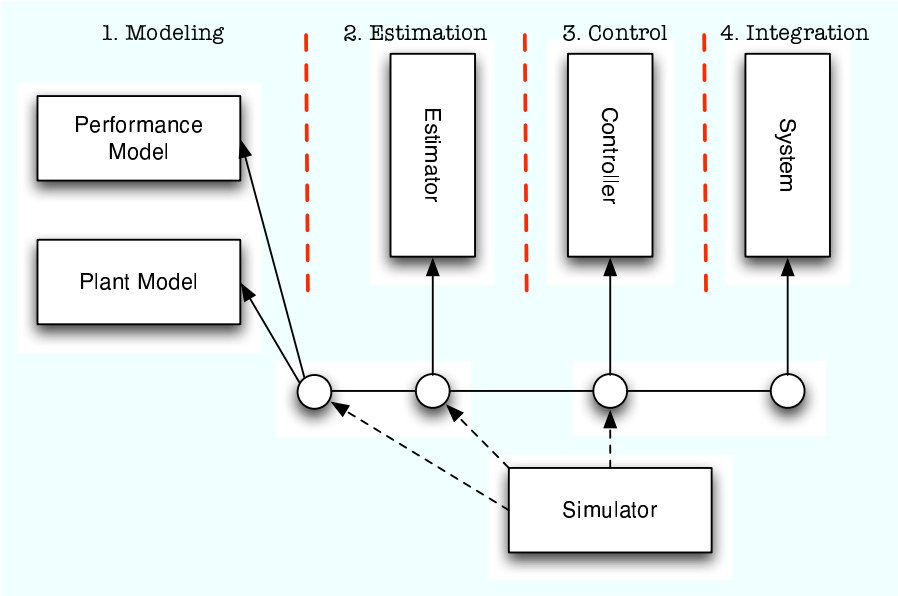 1. Modeling
2. Estimation
3. Control
4. Integration
Performance
Model
Plant Model
Estimator
Controller
System
Simulator